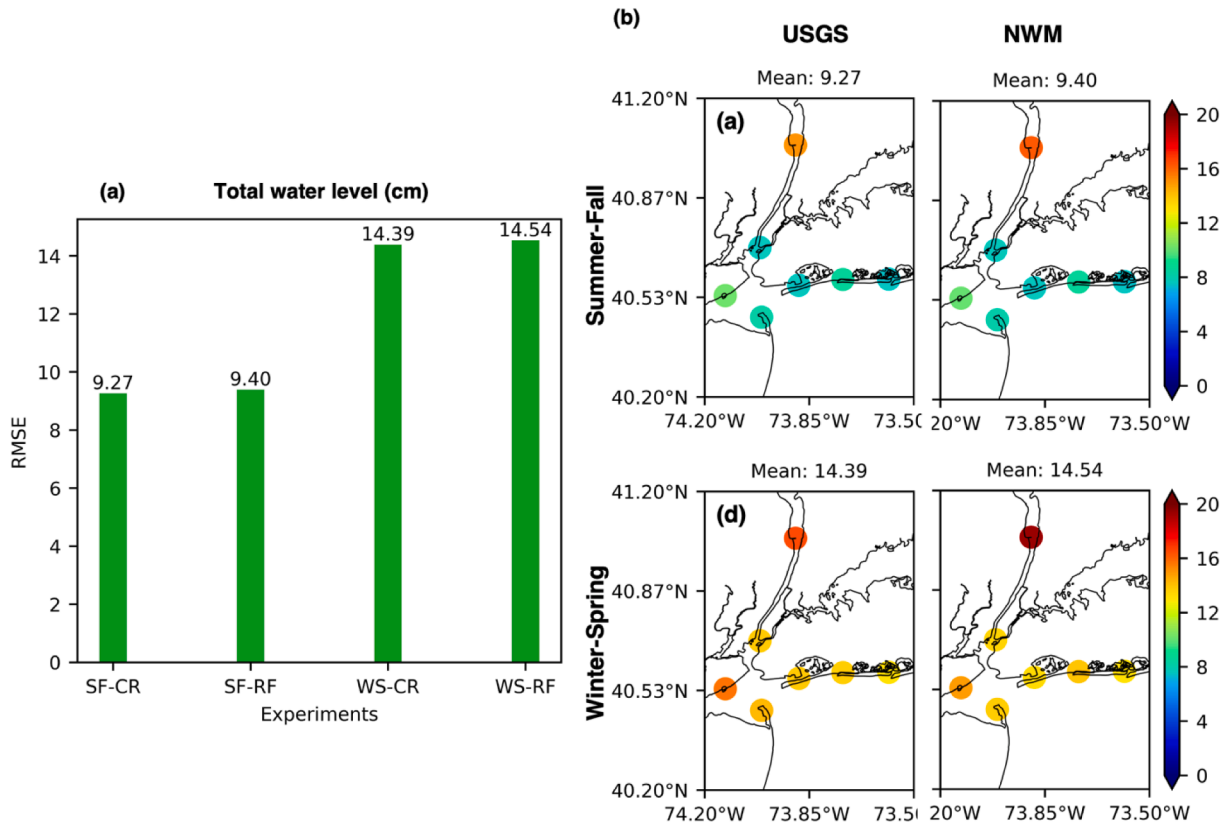 (a) Total water level (cm)
RMSE
14
12
10
8
6
4
2
0
9.27
9.40
14.39
14.54
SF-CR
SF-RF
WS-CR
WS-RF
Experiments
(b)
USGS
NWM
Summer-Fall
Mean: 9.27
(a)
41.20°N
40.87°N
40.53°N
40.20°N
74.20°W 73.85°W 73.50
Mean: 9.40
20°W 73.85°W 73.50°W
20
16
12
8
4
0
Winter-Spring
Mean: 14.39
(d)
41.20°N
40.87°N
40.53°N
40.20°N
74.20°W 73.85°W 73.50
Mean: 14.54
20°W 73.85°W 73.50°W
20
16
12
8
4
0